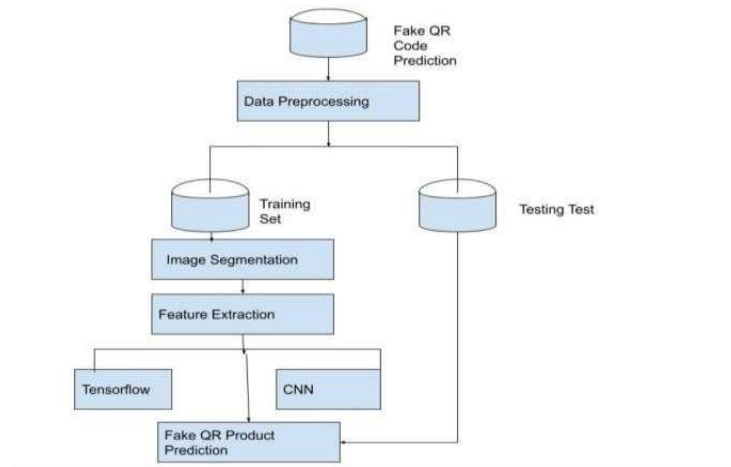 Fake QR
Code
Prediction
Data Preprocessing
Training
Set
Testing Test
Image Segmentation
Feature Extraction
Tensorflow
CNN
Fake QR Product
Prediction